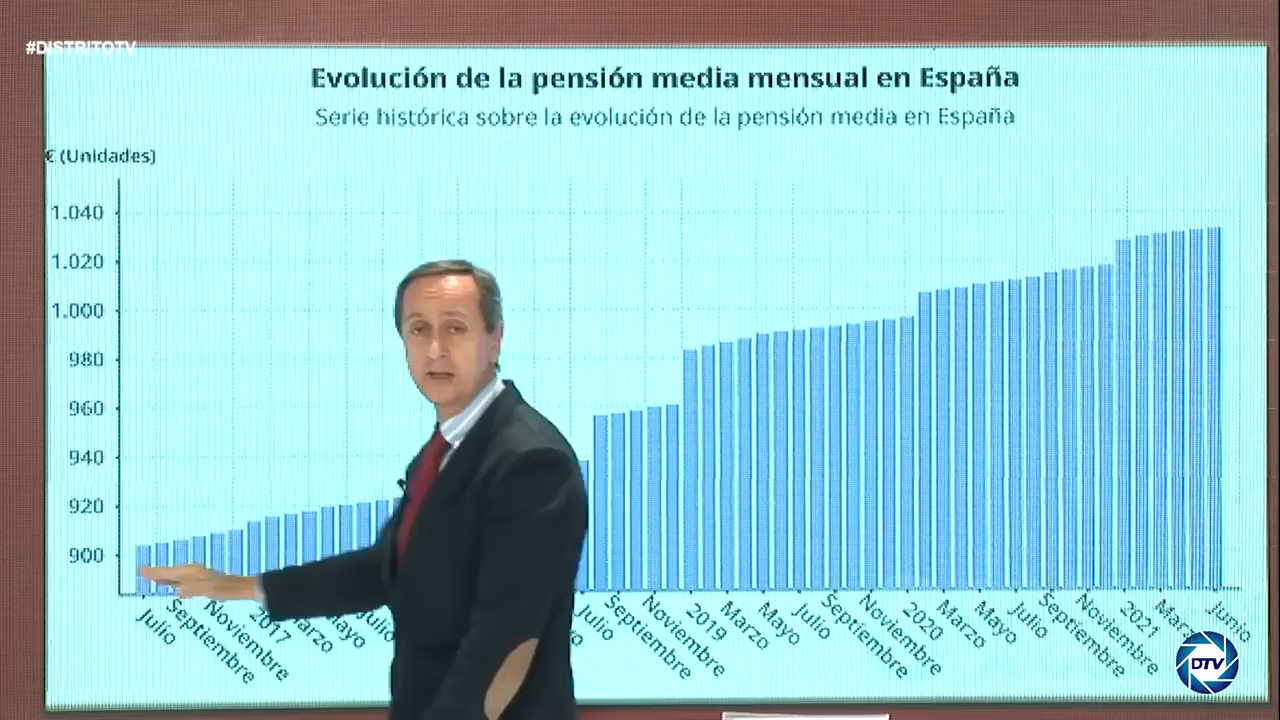 #DISTRITOTV
Evolución de la pensión media mensual en España
Serie histórica sobre la evolución de la pensión media en España
€ (Unidades)
1.040
1.020
1.000
980
960
940
920
900
Julio
Septiembre
Noviembre
2017
Marzo
Mayo
Julio
Julio
Septiembre
Noviembre
2019
Marzo
Mayo
Julio
Septiembre
Noviembre
2020
Marzo
Mayo
Julio
Septiembre
Noviembre
2021
Marzo
Junio
DTV